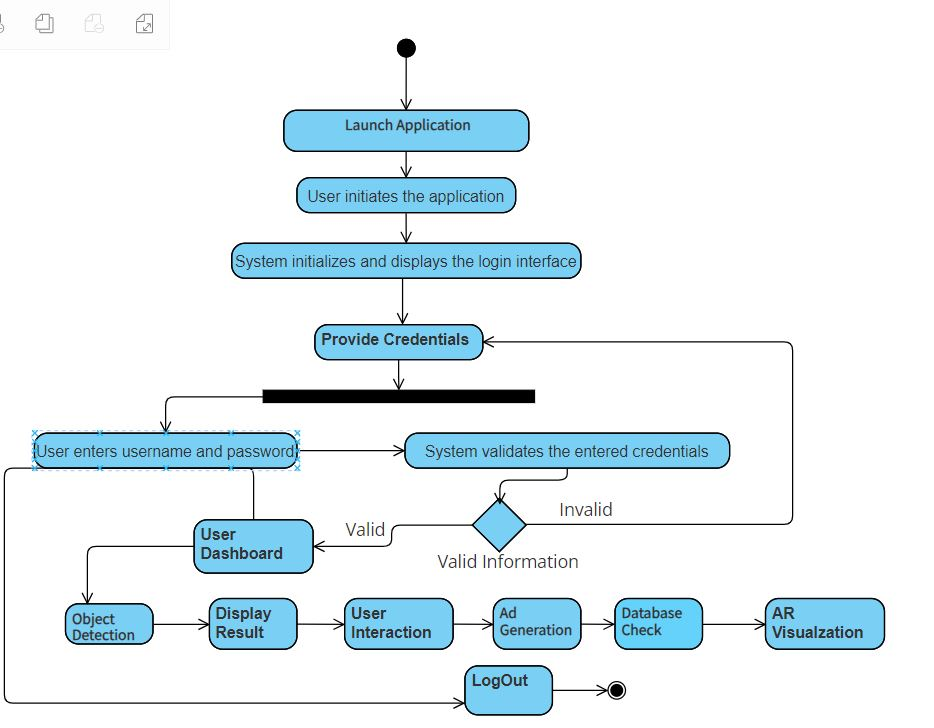 Launch Application
User initiates the application
System initializes and displays the login interface
Provide Credentials
User enters username and password
System validates the entered credentials
Invalid
Valid
Valid Information
User
Dashboard
Object
Detection
Display
Result
User
Interaction
Ad
Generation
Database
Check
AR
Visualzation
LogOut